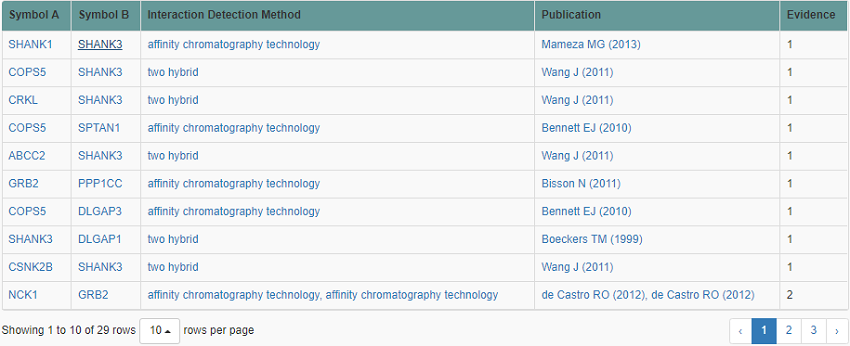 Symbol A Symbol B Interaction Detection Method Publication Evidence
SHANK1 SHANK3 affinity chromatography technology Mameza MG (2013) 1
COPS5 SHANK3 two hybrid Wang J (2011) 1
CRKL SHANK3 two hybrid Wang J (2011) 1
COPS5 SPTAN1 affinity chromatography technology Bennett EJ (2010) 1
ABCC2 SHANK3 two hybrid Wang J (2011) 1
GRB2 PPP1CC affinity chromatography technology Bisson N (2011) 1
COPS5 DLGAP3 affinity chromatography technology Bennett EJ (2010) 1
SHANK3 DLGAP1 two hybrid Boeckers TM (1999) 1
CSNK2B SHANK3 two hybrid Wang J (2011) 1
NCK1 GRB2 affinity chromatography technology, affinity chromatography technology de Castro RO (2012), de Castro RO (2012) 2
Showing 1 to 10 of 29 rows 10 rows per page ‹ 1 2 3 ›